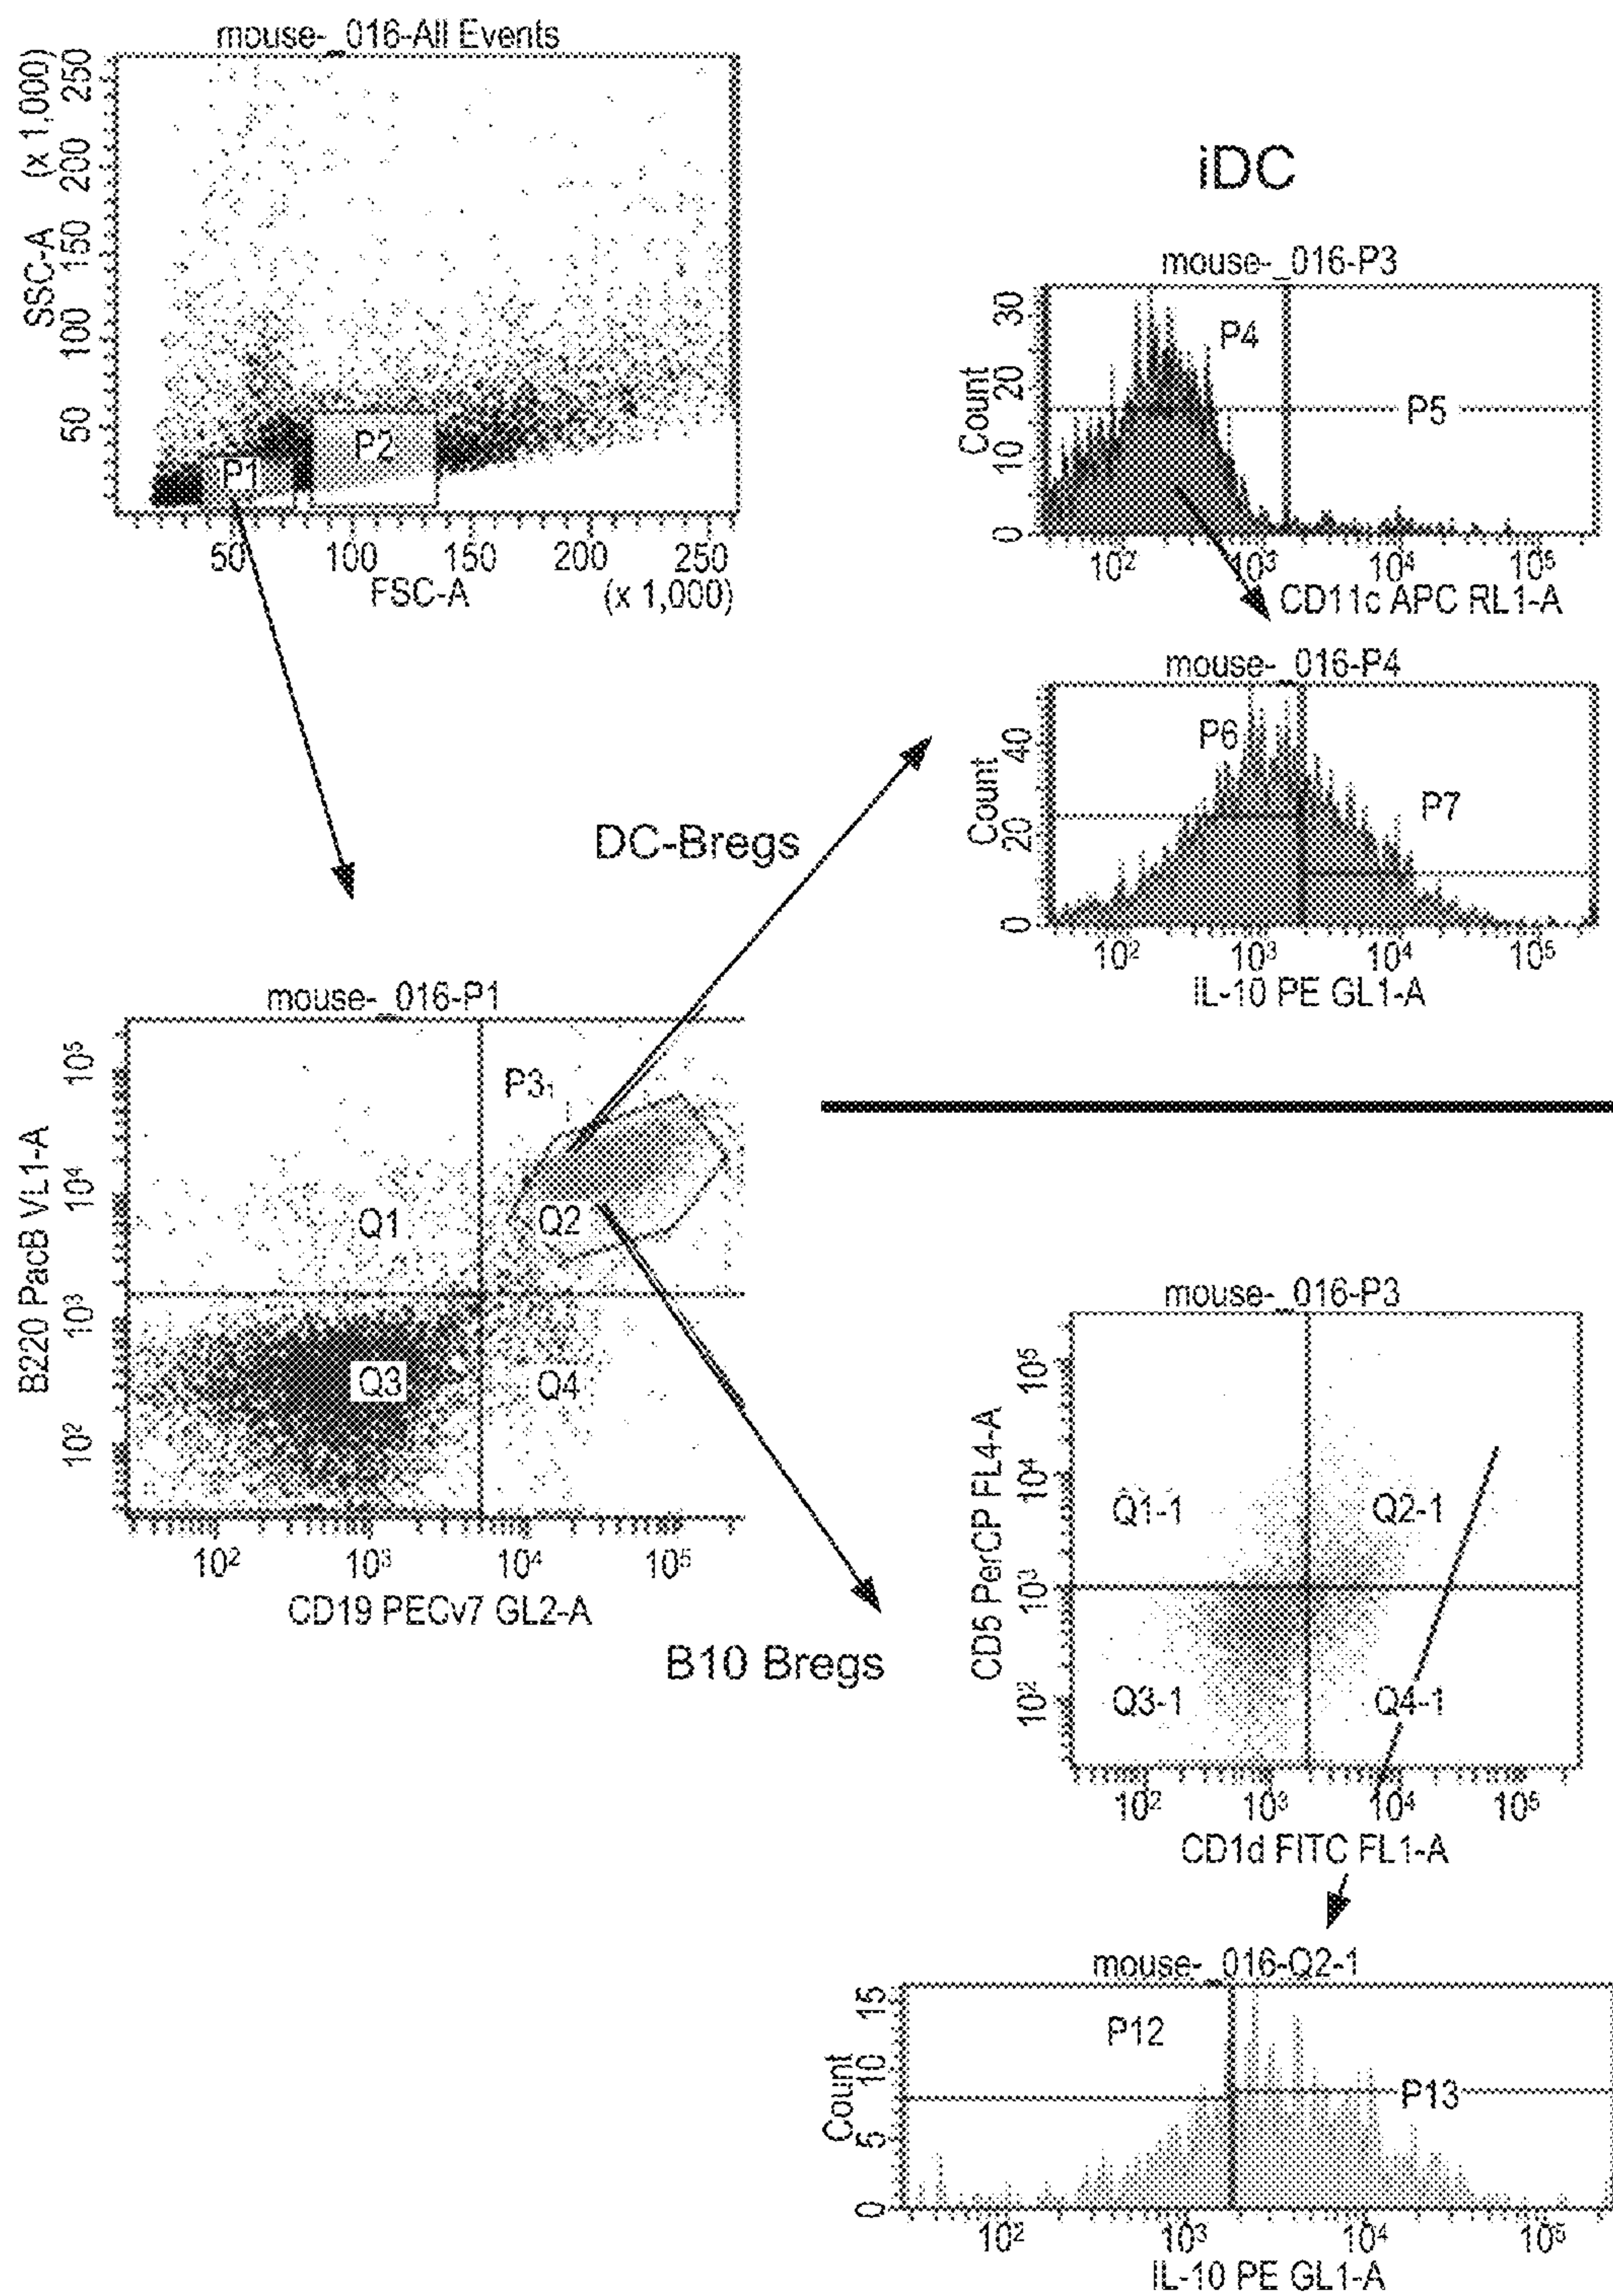 mouse-_016-All Events
SSC-A (x 1,000)
50 100 150 200 250
P1
P2
50 100 150 200 250
FSC-A (x 1,000)
iDC
mouse-_016-P3
Count
0 10 20 30
P4
P5
10² 10³ 10⁴ 10⁵
CD11c APC RL1-A
mouse-_016-P4
Count
0 20 40
P6
P7
10² 10³ 10⁴ 10⁵
IL-10 PE GL1-A
DC-Bregs
mouse-_016-P1
B220 PacB VL1-A
10² 10³ 10⁴ 10⁵
P3
Q1
Q2
Q3
Q4
10² 10³ 10⁴ 10⁵
CD19 PECy7 GL2-A
B10 Bregs
mouse-_016-P3
CD5 PerCP FL4-A
10² 10³ 10⁴ 10⁵
Q1-1
Q2-1
Q3-1
Q4-1
10² 10³ 10⁴ 10⁵
CD1d FITC FL1-A
mouse-_016-Q2-1
Count
0 5 10 15
P12
P13
10² 10³ 10⁴ 10⁵
IL-10 PE GL1-A